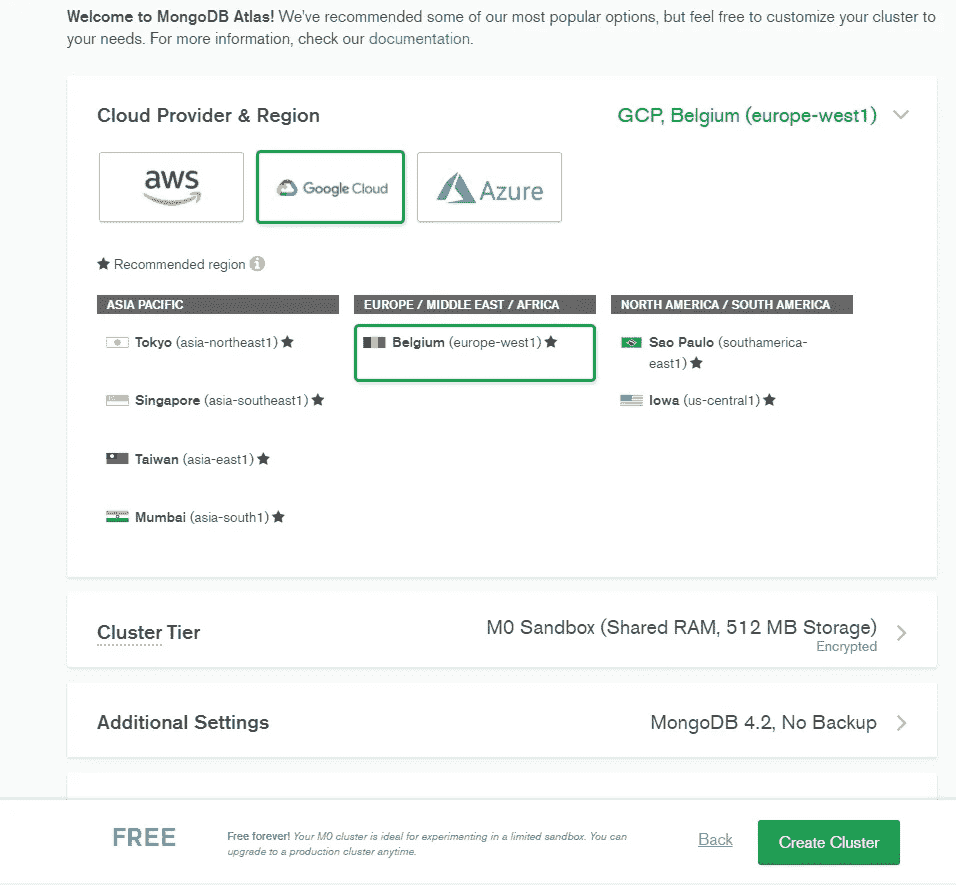 Welcome to MongoDB Atlas! We've recommended some of our most popular options, but feel free to customize your cluster to
your needs. For more information, check our documentation.
Cloud Provider & Region
GCP, Belgium (europe-west1)
aws
Google Cloud
Azure
★ Recommended region i
ASIA PACIFIC
Tokyo (asia-northeast1) ★
Singapore (asia-southeast1) ★
Taiwan (asia-east1) ★
Mumbai (asia-south1) ★
EUROPE / MIDDLE EAST / AFRICA
Belgium (europe-west1) ★
NORTH AMERICA / SOUTH AMERICA
Sao Paulo (southamerica-
east1) ★
Iowa (us-central1) ★
Cluster Tier
M0 Sandbox (Shared RAM, 512 MB Storage)
Encrypted
Additional Settings
MongoDB 4.2, No Backup
FREE
Free forever! Your M0 cluster is ideal for experimenting in a limited sandbox. You can
upgrade to a production cluster anytime.
Back
Create Cluster